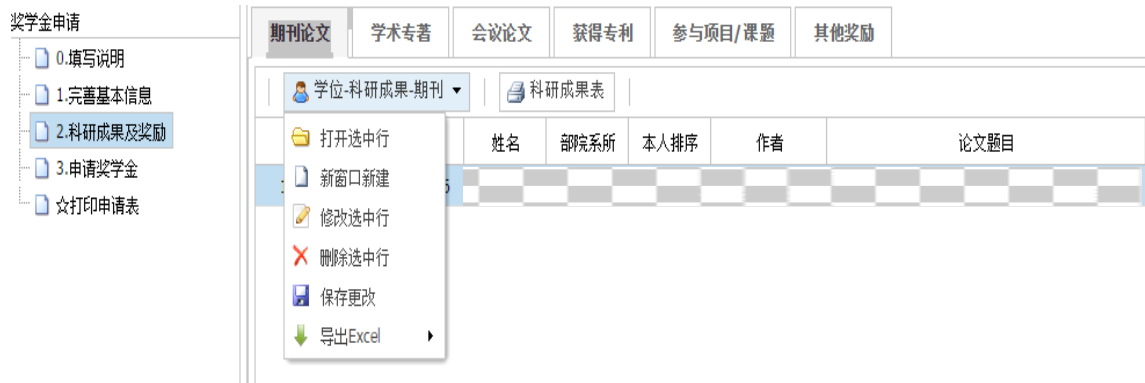 奖学金申请
0.填写说明
1.完善基本信息
2.科研成果及奖励
3.申请奖学金
☆打印申请表
期刊论文 学术专著 会议论文 获得专利 参与项目/课题 其他奖励
学位-科研成果-期刊 科研成果表
姓名 部院系所 本人排序 作者 论文题目
打开选中行
新窗口新建
修改选中行
删除选中行
保存更改
导出Excel